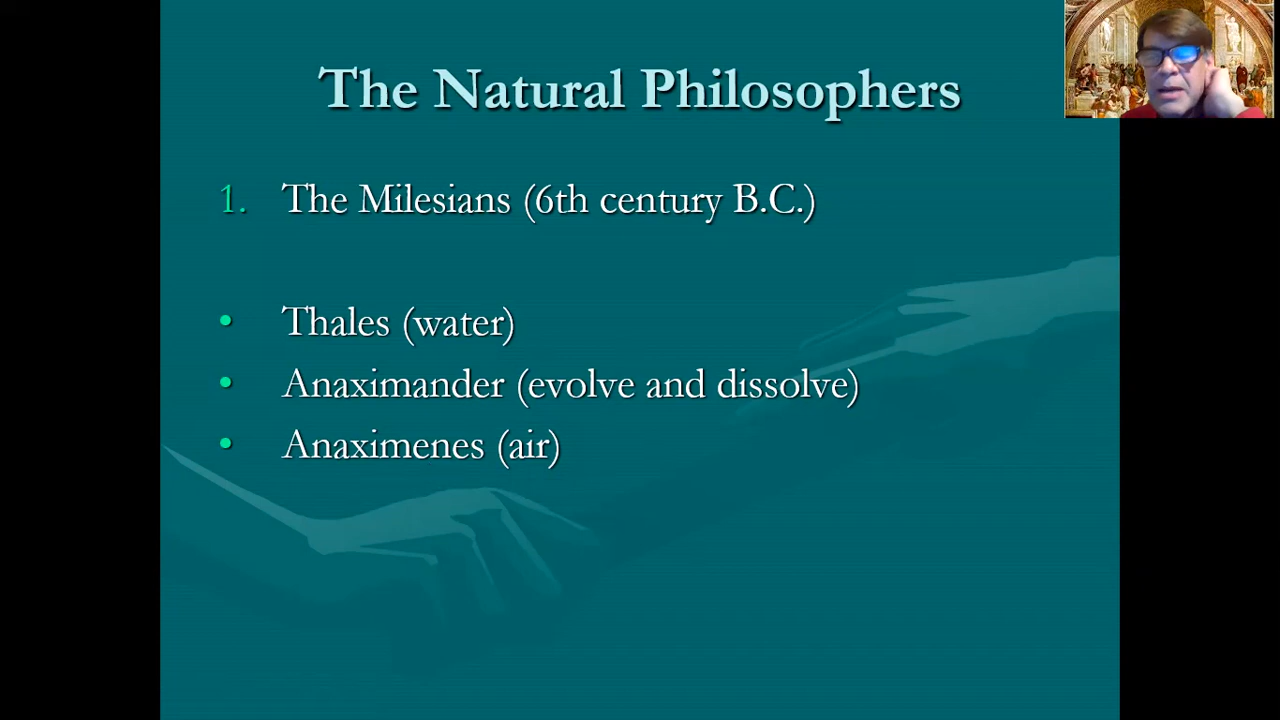 The Natural Philosophers
1. The Milesians (6th century B.C.)
• Thales (water)
• Anaximander (evolve and dissolve)
• Anaximenes (air)